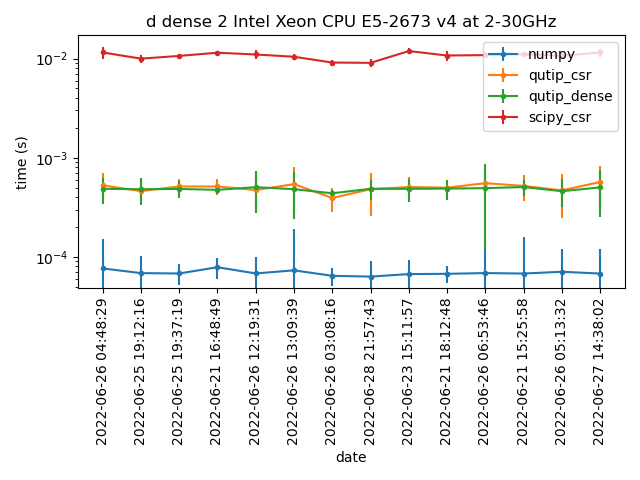 d dense 2 Intel Xeon CPU E5-2673 v4 at 2-30GHz
numpy
qutip_csr
qutip_dense
scipy_csr
time (s)
10⁻²
10⁻³
10⁻⁴
2022-06-26 04:48:29
2022-06-25 19:12:16
2022-06-25 19:37:19
2022-06-21 16:48:49
2022-06-26 12:19:31
2022-06-26 13:09:39
2022-06-26 03:08:16
2022-06-28 21:57:43
2022-06-23 15:11:57
2022-06-21 18:12:48
2022-06-26 06:53:46
2022-06-21 15:25:58
2022-06-26 05:13:32
2022-06-27 14:38:02
date